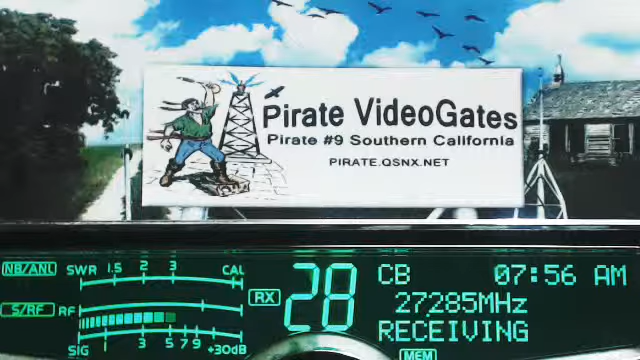 Pirate VideoGates
Pirate #9 Southern California
PIRATE.QSNX.NET
NB/ANL SWR 1.5 2 3 CAL
S/RF RF
SIG 1 3 5 7 9 +30dB
RX 28
CB 07:56 AM
27285MHz
RECEIVING
MEM